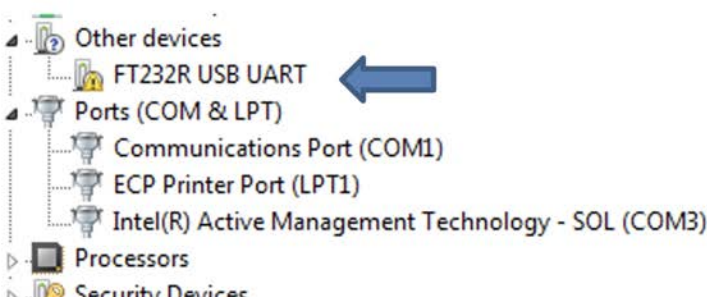 Other devices
FT232R USB UART
Ports (COM & LPT)
Communications Port (COM1)
ECP Printer Port (LPT1)
Intel(R) Active Management Technology - SOL (COM3)
Processors
Security Devices